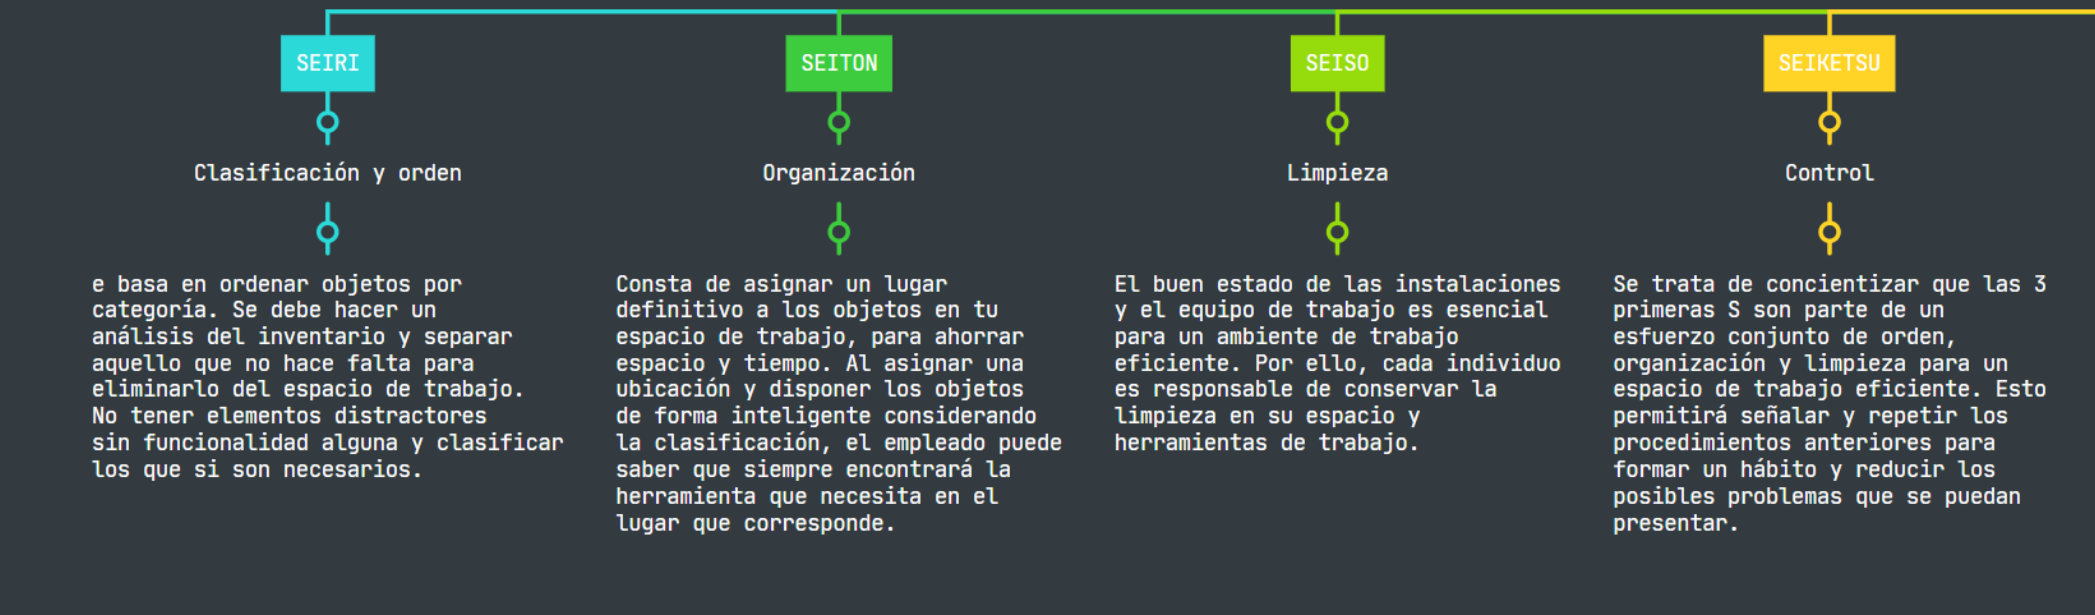 SEIRI
Clasificación y orden
e basa en ordenar objetos por
categoría. Se debe hacer un
análisis del inventario y separar
aquello que no hace falta para
eliminarlo del espacio de trabajo.
No tener elementos distractores
sin funcionalidad alguna y clasificar
los que si son necesarios.
SEITON
Organización
Consta de asignar un lugar
definitivo a los objetos en tu
espacio de trabajo, para ahorrar
espacio y tiempo. Al asignar una
ubicación y disponer los objetos
de forma inteligente considerando
la clasificación, el empleado puede
saber que siempre encontrará la
herramienta que necesita en el
lugar que corresponde.
SEISO
Limpieza
El buen estado de las instalaciones
y el equipo de trabajo es esencial
para un ambiente de trabajo
eficiente. Por ello, cada individuo
es responsable de conservar la
limpieza en su espacio y
herramientas de trabajo.
SEIKETSU
Control
Se trata de concientizar que las 3
primeras S son parte de un
esfuerzo conjunto de orden,
organización y limpieza para un
espacio de trabajo eficiente. Esto
permitirá señalar y repetir los
procedimientos anteriores para
formar un hábito y reducir los
posibles problemas que se puedan
presentar.